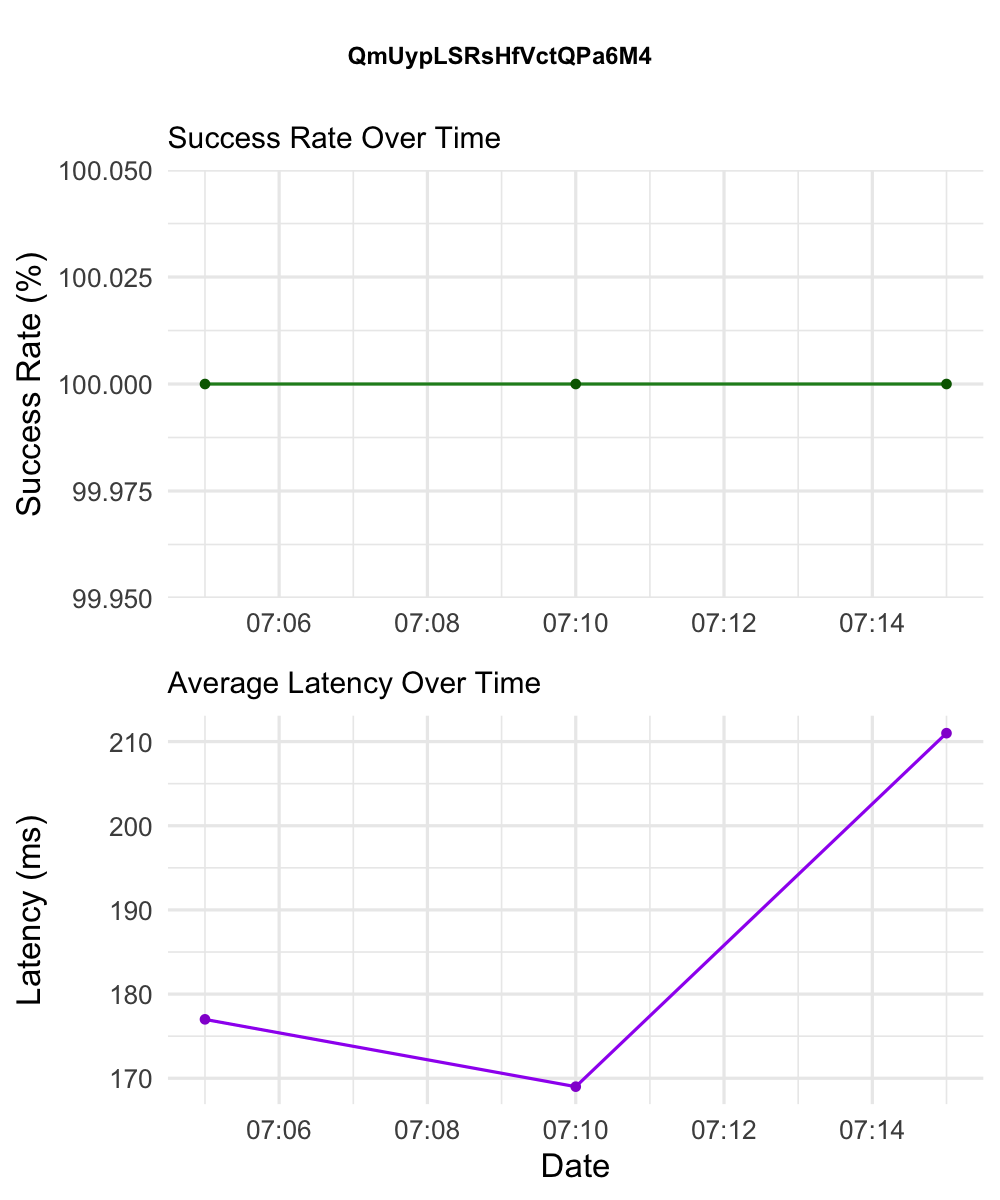 QmUypLSRsHfVctQPa6M4
Success Rate Over Time
Success Rate (%)
100.050
100.025
100.000
99.975
99.950
07:06 07:08 07:10 07:12 07:14
Average Latency Over Time
Latency (ms)
210
200
190
180
170
07:06 07:08 07:10 07:12 07:14
Date